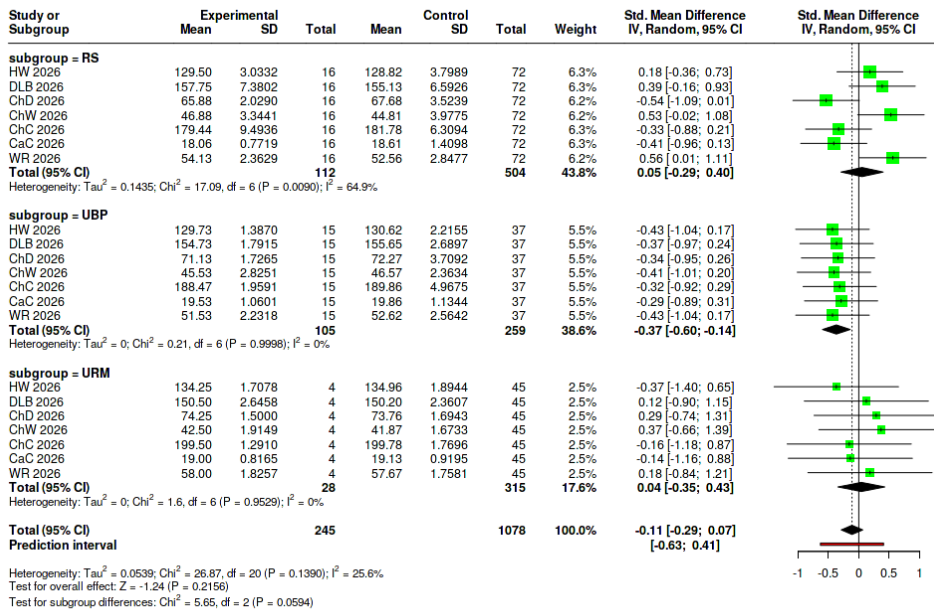 Study or Experimental Control Std. Mean Difference Std. Mean Difference
Subgroup Mean SD Total Mean SD Total Weight IV, Random, 95% CI IV, Random, 95% CI
subgroup = RS
HW 2026 129.50 3.0332 16 128.82 3.7989 72 6.3% 0.18 [-0.36; 0.73]
DLB 2026 157.75 7.3802 16 155.13 6.5926 72 6.3% 0.39 [-0.16; 0.93]
ChD 2026 65.88 2.0290 16 67.68 3.5239 72 6.2% -0.54 [-1.09; 0.01]
ChW 2026 46.88 3.3441 16 44.81 3.9775 72 6.2% 0.53 [-0.02; 1.08]
ChC 2026 179.44 9.4936 16 181.78 6.3094 72 6.3% -0.33 [-0.88; 0.21]
CaC 2026 18.06 0.7719 16 18.61 1.4098 72 6.3% -0.41 [-0.96; 0.13]
WR 2026 54.13 2.3629 16 52.56 2.8477 72 6.2% 0.56 [ 0.01; 1.11]
Total (95% CI) 112 504 43.8% 0.05 [-0.29; 0.40]
Heterogeneity: Tau² = 0.1435; Chi² = 17.09, df = 6 (P = 0.0090); I² = 64.9%
subgroup = UBP
HW 2026 129.73 1.3870 15 130.62 2.2155 37 5.5% -0.43 [-1.04; 0.17]
DLB 2026 154.73 1.7915 15 155.65 2.6897 37 5.5% -0.37 [-0.97; 0.24]
ChD 2026 71.13 1.7265 15 72.27 3.7092 37 5.5% -0.34 [-0.95; 0.26]
ChW 2026 45.53 2.8251 15 46.57 2.3634 37 5.5% -0.41 [-1.01; 0.20]
ChC 2026 188.47 1.9591 15 189.86 4.9675 37 5.5% -0.32 [-0.92; 0.29]
CaC 2026 19.53 1.0601 15 19.86 1.1344 37 5.5% -0.29 [-0.89; 0.31]
WR 2026 51.53 2.2318 15 52.62 2.5642 37 5.5% -0.43 [-1.04; 0.17]
Total (95% CI) 105 259 38.6% -0.37 [-0.60; -0.14]
Heterogeneity: Tau² = 0; Chi² = 0.21, df = 6 (P = 0.9998); I² = 0%
subgroup = URM
HW 2026 134.25 1.7078 4 134.96 1.8944 45 2.5% -0.37 [-1.40; 0.65]
DLB 2026 150.50 2.6458 4 150.20 2.3607 45 2.5% 0.12 [-0.90; 1.15]
ChD 2026 74.25 1.5000 4 73.76 1.6943 45 2.5% 0.29 [-0.74; 1.31]
ChW 2026 42.50 1.9149 4 41.87 1.6733 45 2.5% 0.37 [-0.66; 1.39]
ChC 2026 199.50 1.2910 4 199.78 1.7696 45 2.5% -0.16 [-1.18; 0.87]
CaC 2026 19.00 0.8165 4 19.13 0.9195 45 2.5% -0.14 [-1.16; 0.88]
WR 2026 58.00 1.8257 4 57.67 1.7581 45 2.5% 0.18 [-0.84; 1.21]
Total (95% CI) 28 315 17.6% 0.04 [-0.35; 0.43]
Heterogeneity: Tau² = 0; Chi² = 1.6, df = 6 (P = 0.9529); I² = 0%
Total (95% CI) 245 1078 100.0% -0.11 [-0.29; 0.07]
Prediction interval [-0.63; 0.41]
Heterogeneity: Tau² = 0.0539; Chi² = 26.87, df = 20 (P = 0.1390); I² = 25.6%
Test for overall effect: Z = -1.24 (P = 0.2156)
Test for subgroup differences: Chi² = 5.65, df = 2 (P = 0.0594)
-1 -0.5 0 0.5 1